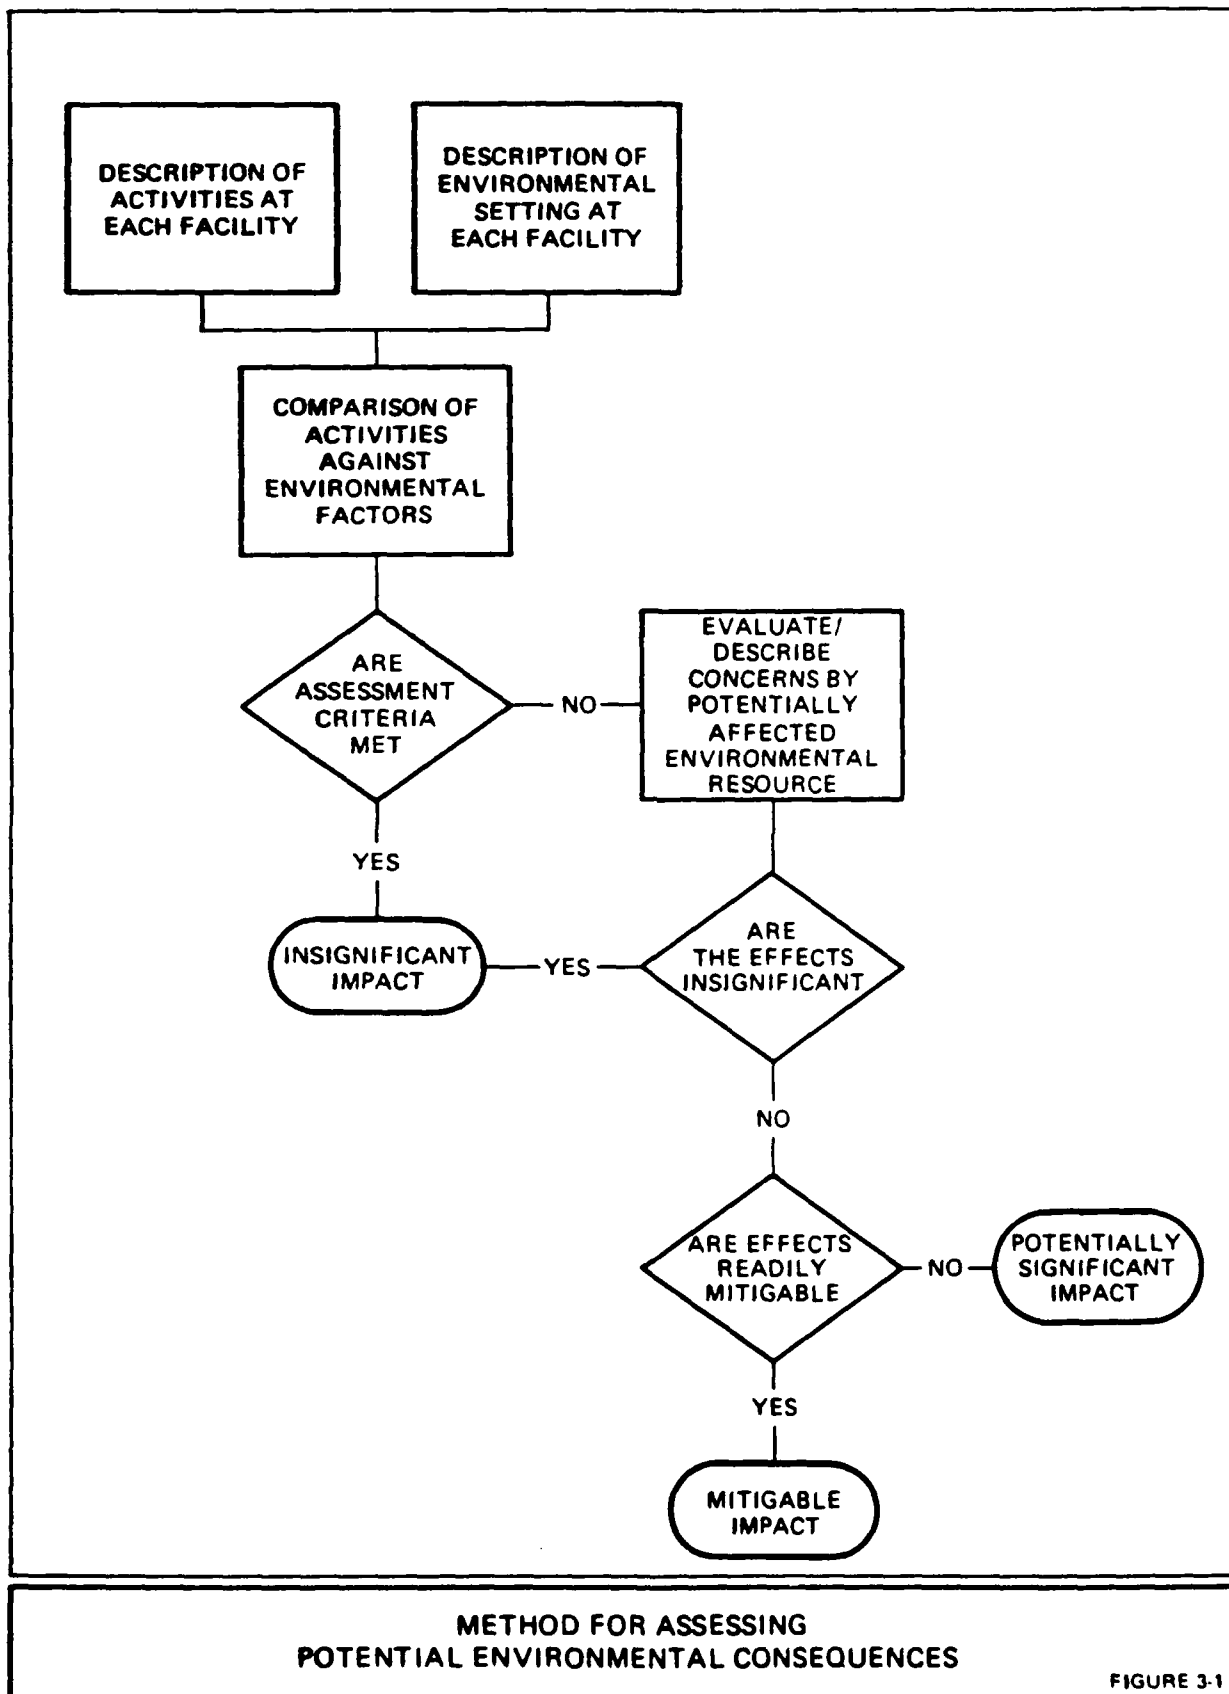 DESCRIPTION OF
ACTIVITIES AT
EACH FACILITY
DESCRIPTION OF
ENVIRONMENTAL
SETTING AT
EACH FACILITY
COMPARISON OF
ACTIVITIES
AGAINST
ENVIRONMENTAL
FACTORS
ARE
ASSESSMENT
CRITERIA
MET
NO
EVALUATE/
DESCRIBE
CONCERNS BY
POTENTIALLY
AFFECTED
ENVIRONMENTAL
RESOURCE
YES
INSIGNIFICANT
IMPACT
YES
ARE
THE EFFECTS
INSIGNIFICANT
NO
ARE EFFECTS
READILY
MITIGABLE
NO
POTENTIALLY
SIGNIFICANT
IMPACT
YES
MITIGABLE
IMPACT
METHOD FOR ASSESSING
POTENTIAL ENVIRONMENTAL CONSEQUENCES
FIGURE 3-1